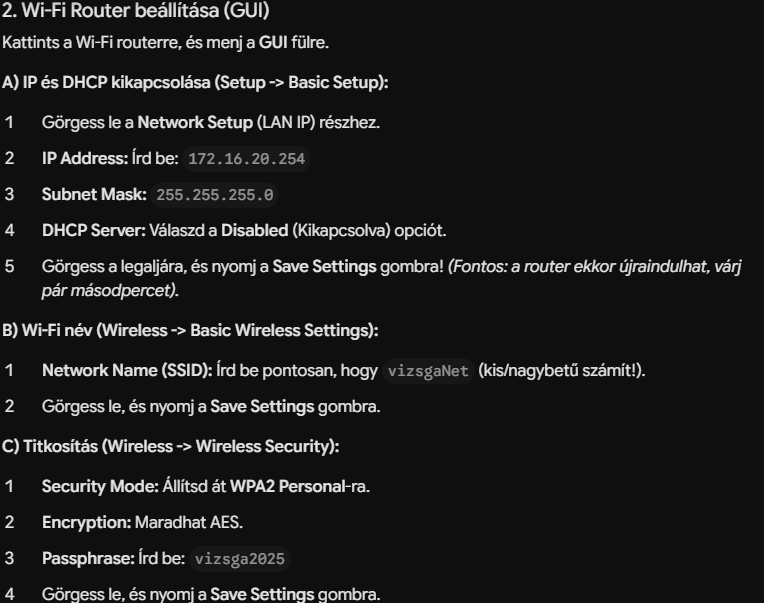 2. Wi-Fi Router beállítása (GUI)
Kattints a Wi-Fi routerre, és menj a GUI fülre.
A) IP és DHCP kikapcsolása (Setup -> Basic Setup):
1 Görgess le a Network Setup (LAN IP) részhez.
2 IP Address: Írd be: 172.16.20.254
3 Subnet Mask: 255.255.255.0
4 DHCP Server: Válaszd a Disabled (Kikapcsolva) opciót.
5 Görgess a legaljára, és nyomj a Save Settings gombra! (Fontos: a router ekkor újraindulhat, várj
pár másodpercet).
B) Wi-Fi név (Wireless -> Basic Wireless Settings):
1 Network Name (SSID): Írd be pontosan, hogy vizsgaNet (kis/nagybetű számít!).
2 Görgess le, és nyomj a Save Settings gombra.
C) Titkosítás (Wireless -> Wireless Security):
1 Security Mode: Állítsd át WPA2 Personal-ra.
2 Encryption: Maradhat AES.
3 Passphrase: Írd be: vizsga2025
4 Görgess le, és nyomj a Save Settings gombra.